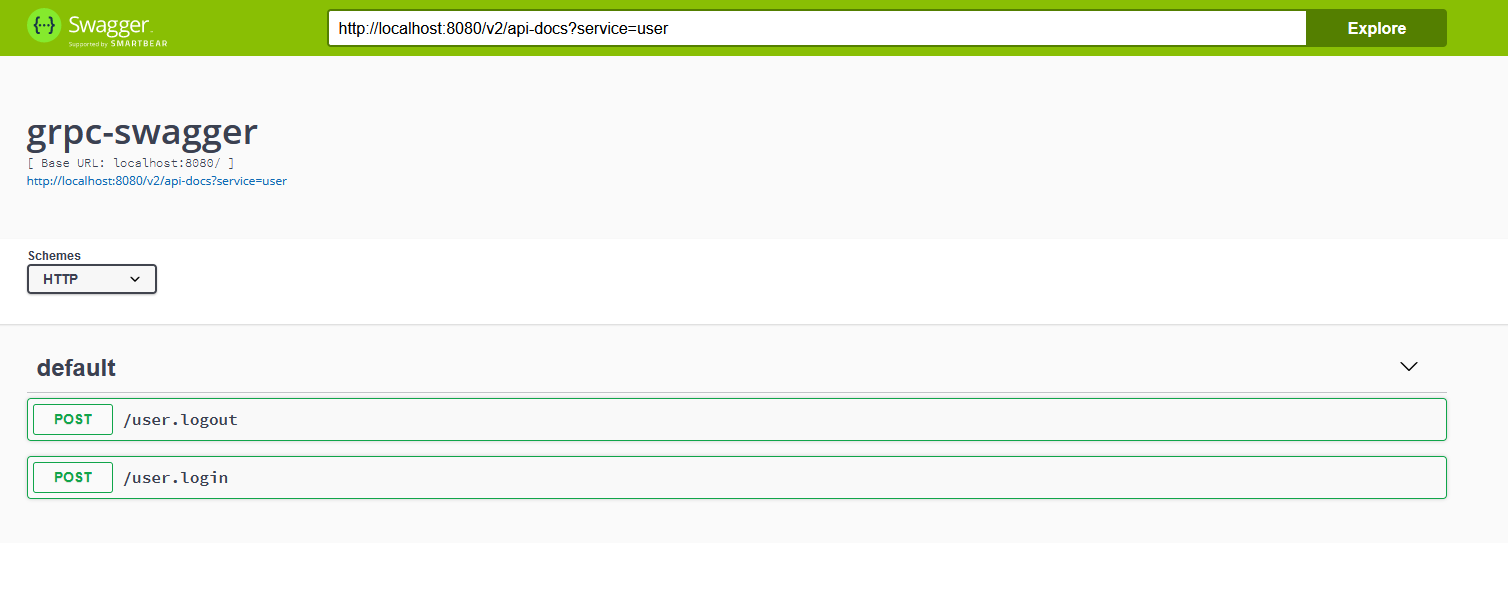 {··} Swagger
Supported by SMARTBEAR
http://localhost:8080/v2/api-docs?service=user
Explore
grpc-swagger
[ Base URL: localhost:8080/ ]
http://localhost:8080/v2/api-docs?service=user
Schemes
HTTP
default
POST /user.logout
POST /user.login